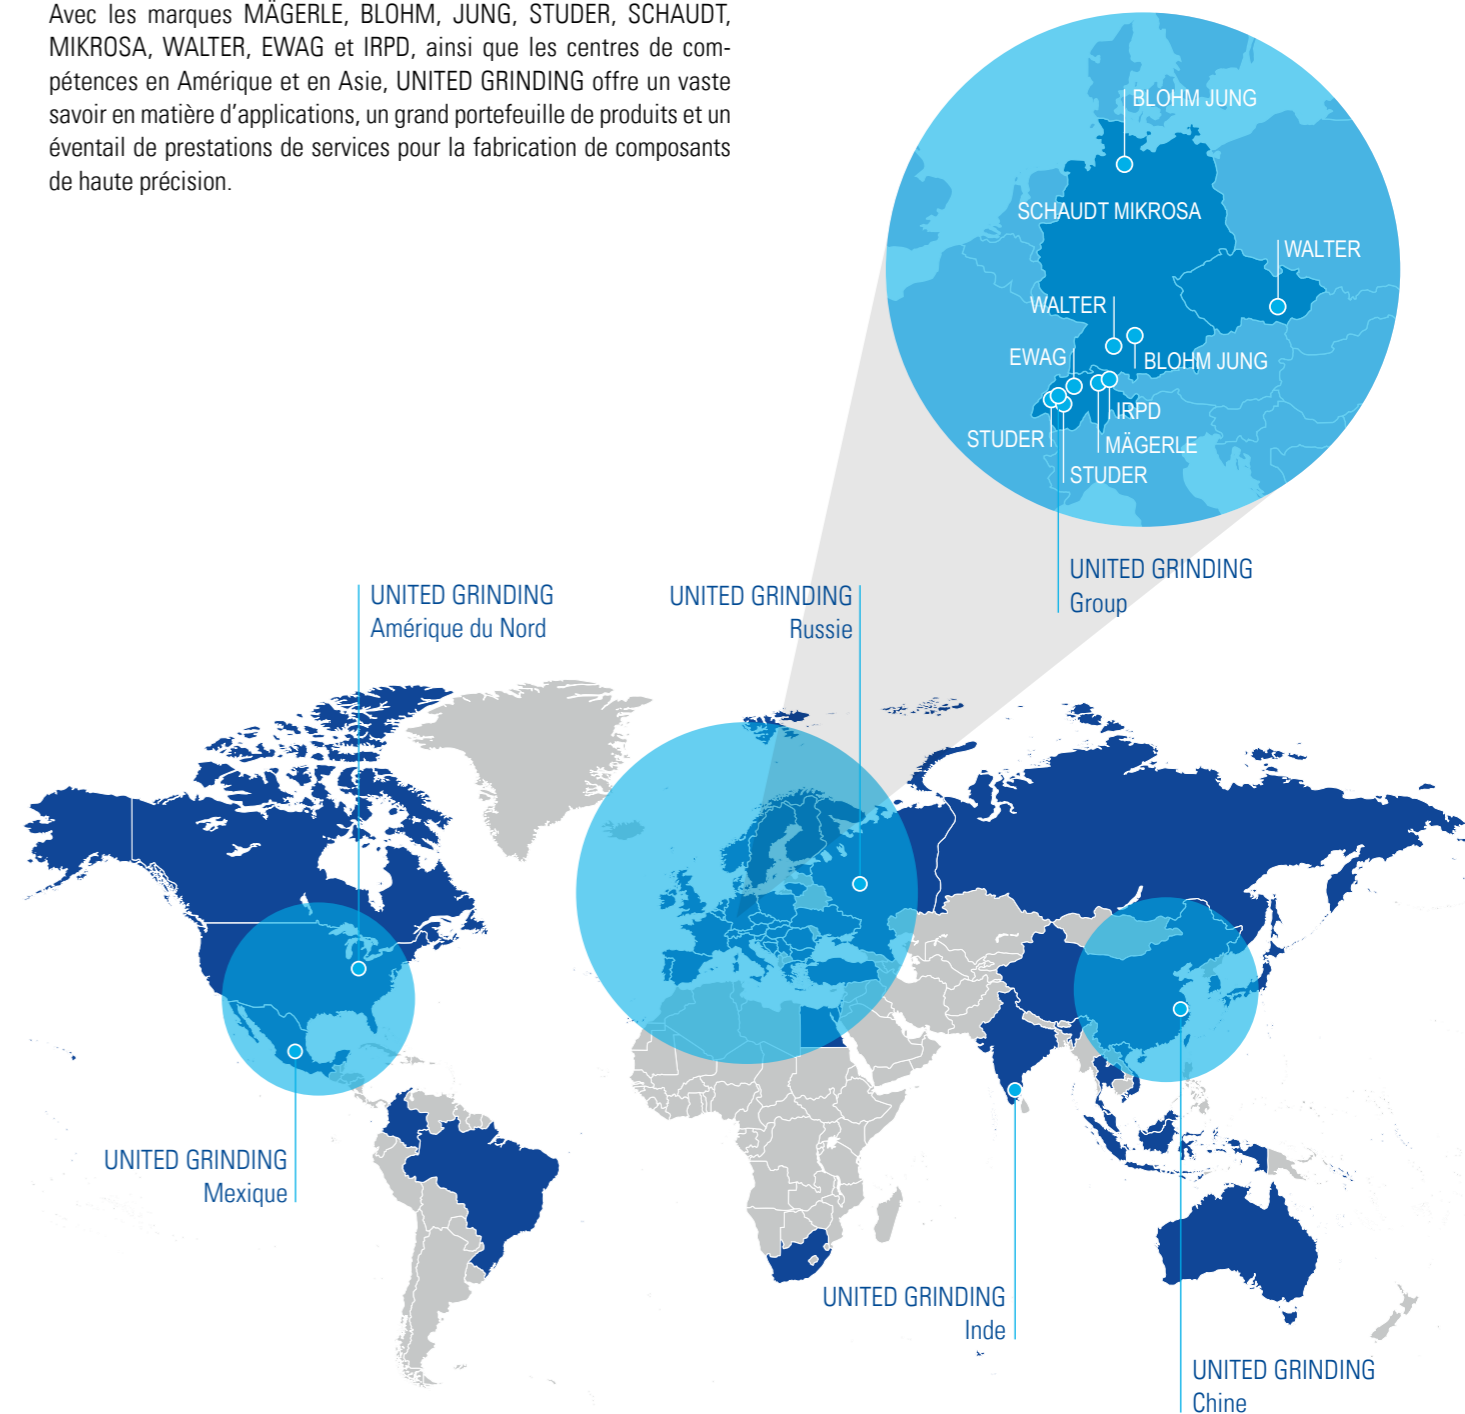 Avec les marques MÄGERLE, BLOHM, JUNG, STUDER, SCHAUDT,
MIKROSA, WALTER, EWAG et IRPD, ainsi que les centres de com-
pétences en Amérique et en Asie, UNITED GRINDING offre un vaste
savoir en matière d'applications, un grand portefeuille de produits et un
éventail de prestations de services pour la fabrication de composants
de haute précision.
BLOHM JUNG
SCHAUDT MIKROSA
WALTER
WALTER
EWAG
BLOHM JUNG
IRPD
STUDER
MÄGERLE
STUDER
UNITED GRINDING
Group
UNITED GRINDING
Amérique du Nord
UNITED GRINDING
Russie
UNITED GRINDING
Mexique
UNITED GRINDING
Inde
UNITED GRINDING
Chine